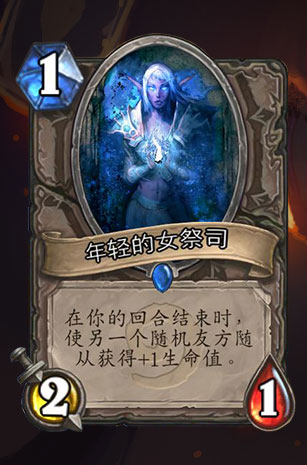 1
年轻的女祭司
在你的回合结束时，
使另一个随机友方随
从获得+1生命值。
2
1